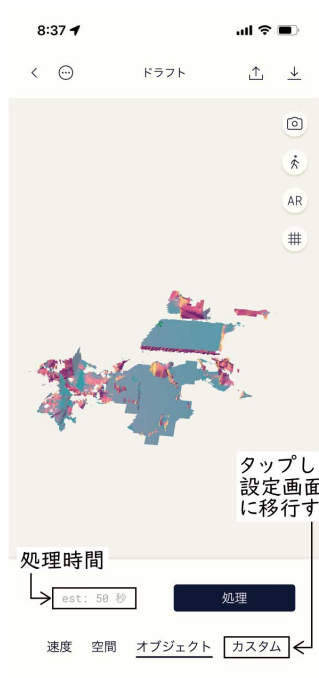 8:37
ドラフト
AR
タップし
設定画面
に移行す
処理時間
est: 50 秒
処理
速度 空間 オブジェクト カスタム